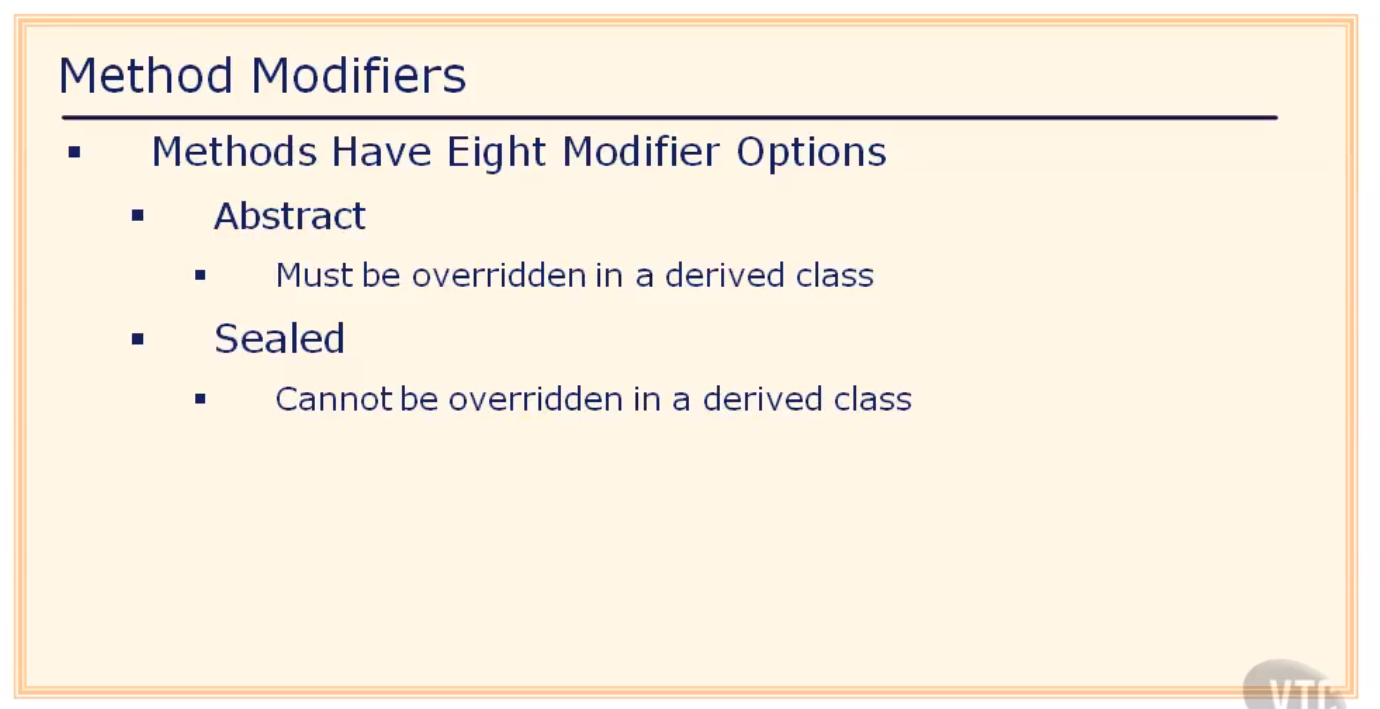 Method Modifiers
Methods Have Eight Modifier Options
Abstract
Must be overridden in a derived class
Sealed
Cannot be overridden in a derived class
VTC